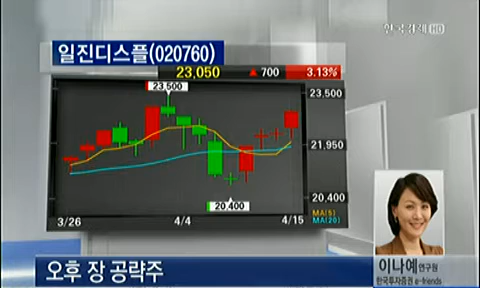 한국경제 HD
일진디스플(020760)
23,050 ▲ 700 3.13%
23,500
23,500
21,950
20,400
20,400
3/26 4/4 4/15
MA(5)
MA(20)
이나예 연구원
한국투자증권 e-friends
오후 장 공략주